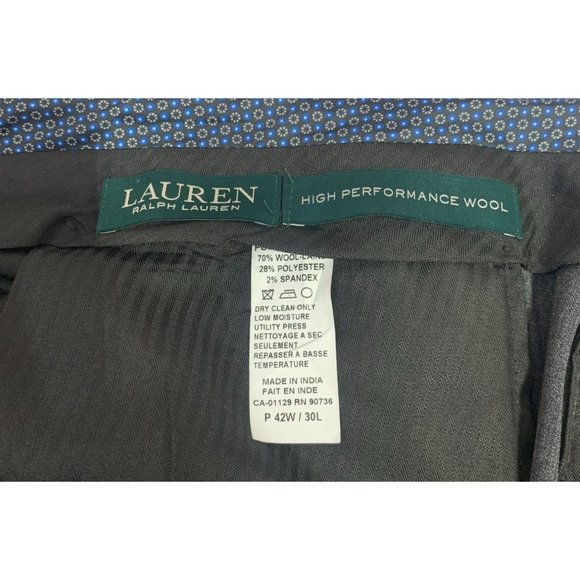 LAUREN
RALPH LAUREN
HIGH PERFORMANCE WOOL
70% WOOL-LAINE
28% POLYESTER
2% SPANDEX
DRY CLEAN ONLY
LOW MOISTURE
UTILITY PRESS
NETTOYAGE A SEC
SEULEMENT
REPASSER A BASSE
TEMPERATURE
MADE IN INDIA
FAIT EN INDE
CA-01129 RN 90736
P 42W / 30L